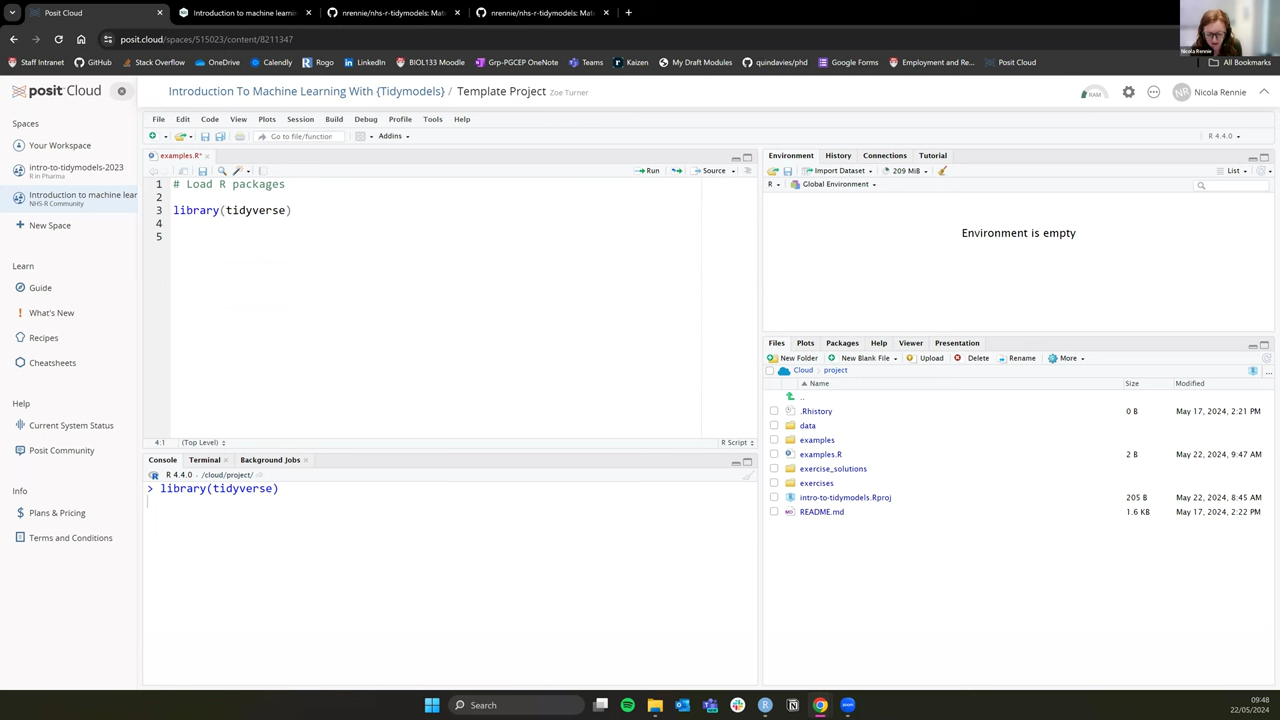 Posit Cloud
Introduction to machine learnin
nrennie/nhs-r-tidymodels: Mate
nrennie/nhs-r-tidymodels: Mate
posit.cloud/spaces/515023/content/8211347
Nicola Rennie
Staff Intranet GitHub Stack Overflow OneDrive Calendly Rogo LinkedIn BIOL133 Moodle Grp-CEPC OneNote Teams Kaizen My Draft Modules quindavies/phd Google Forms Employment and Re... Posit Cloud All Bookmarks
posit Cloud
Introduction To Machine Learning With {Tidymodels} / Template Project Zoe Turner
RAM
NR Nicola Rennie
Spaces
Your Workspace
intro-to-tidymodels-2023
R in Pharma
Introduction to machine lear
NHS-R Community
New Space
Learn
Guide
What's New
Recipes
Cheatsheets
Help
Current System Status
Posit Community
Info
Plans & Pricing
Terms and Conditions
File Edit Code View Plots Session Build Debug Profile Tools Help
Go to file/function Addins R 4.4.0
examples.R*
Run Source
1 # Load R packages
2
3 library(tidyverse)
4
5
4:1 (Top Level) R Script
Console Terminal Background Jobs
R 4.4.0 · /cloud/project/
> library(tidyverse)
Environment History Connections Tutorial
Import Dataset 209 MiB List
R Global Environment
Environment is empty
Files Plots Packages Help Viewer Presentation
New Folder New Blank File Upload Delete Rename More
Cloud project
Name Size Modified
..
.Rhistory 0 B May 17, 2024, 2:21 PM
data
examples
examples.R 2 B May 22, 2024, 9:47 AM
exercise_solutions
exercises
intro-to-tidymodels.Rproj 205 B May 22, 2024, 8:45 AM
README.md 1.6 KB May 17, 2024, 2:22 PM
Search
09:48
22/05/2024